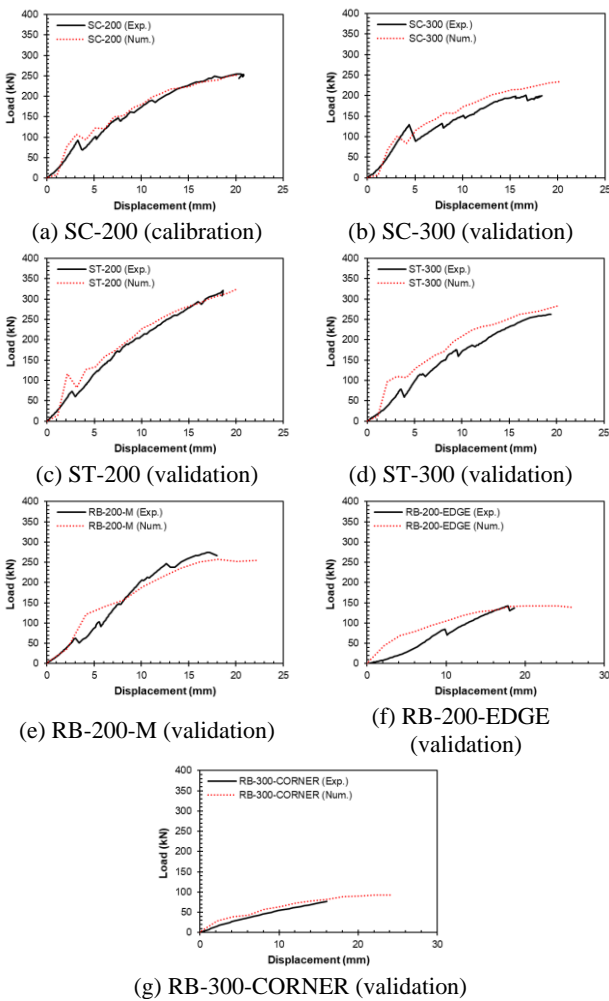 400
350
300
250
200
150
100
50
0
Load (kN)
SC-200 (Exp.)
SC-200 (Num.)
0 5 10 15 20 25
Displacement (mm)
(a) SC-200 (calibration)
400
350
300
250
200
150
100
50
0
Load (kN)
SC-300 (Exp.)
SC-300 (Num.)
0 5 10 15 20 25
Displacement (mm)
(b) SC-300 (validation)
400
350
300
250
200
150
100
50
0
Load (kN)
ST-200 (Exp.)
ST-200 (Num.)
0 5 10 15 20 25
Displacement (mm)
(c) ST-200 (validation)
400
350
300
250
200
150
100
50
0
Load (kN)
ST-300 (Exp.)
ST-300 (Num.)
0 5 10 15 20 25
Displacement (mm)
(d) ST-300 (validation)
400
350
300
250
200
150
100
50
0
Load (kN)
RB-200-M (Exp.)
RB-200-M (Num.)
0 5 10 15 20 25
Displacement (mm)
(e) RB-200-M (validation)
400
350
300
250
200
150
100
50
0
Load (kN)
RB-200-EDGE (Exp.)
RB-200-EDGE (Num.)
0 10 20 30
Displacement (mm)
(f) RB-200-EDGE
(validation)
400
350
300
250
200
150
100
50
0
Load (kN)
RB-300-CORNER (Exp.)
RB-300-CORNER (Num.)
0 10 20 30
Displacement (mm)
(g) RB-300-CORNER (validation)